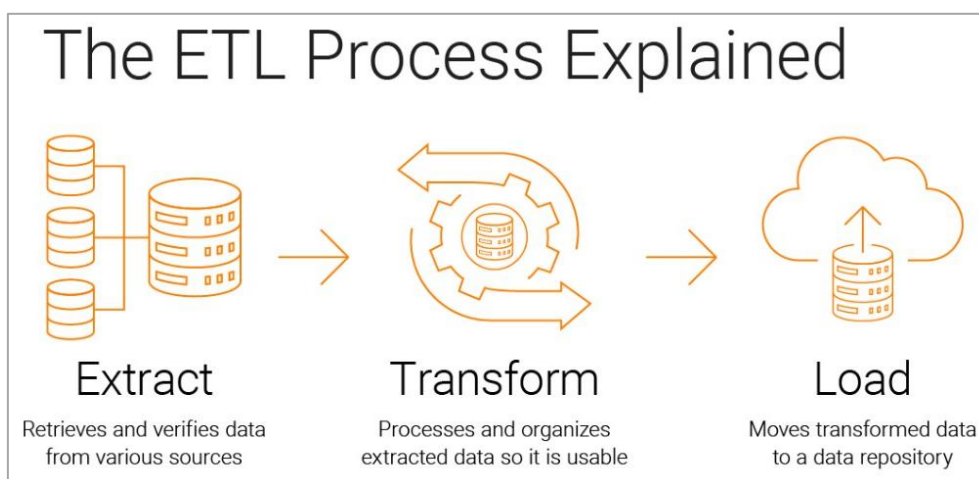 The ETL Process Explained
Extract
Retrieves and verifies data
from various sources
Transform
Processes and organizes
extracted data so it is usable
Load
Moves transformed data
to a data repository